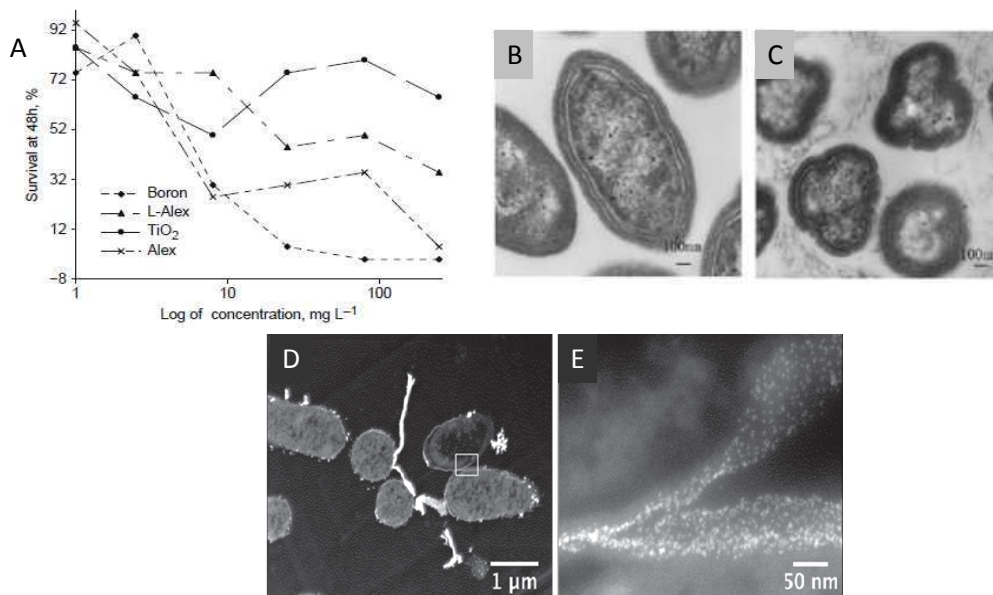 A
Survival at 48h, %
92
72
52
32
12
–8
Boron
L-Alex
TiO2
Alex
1
10
100
Log of concentration, mg L–1
B
100nm
C
100nm
D
1 µm
E
50 nm